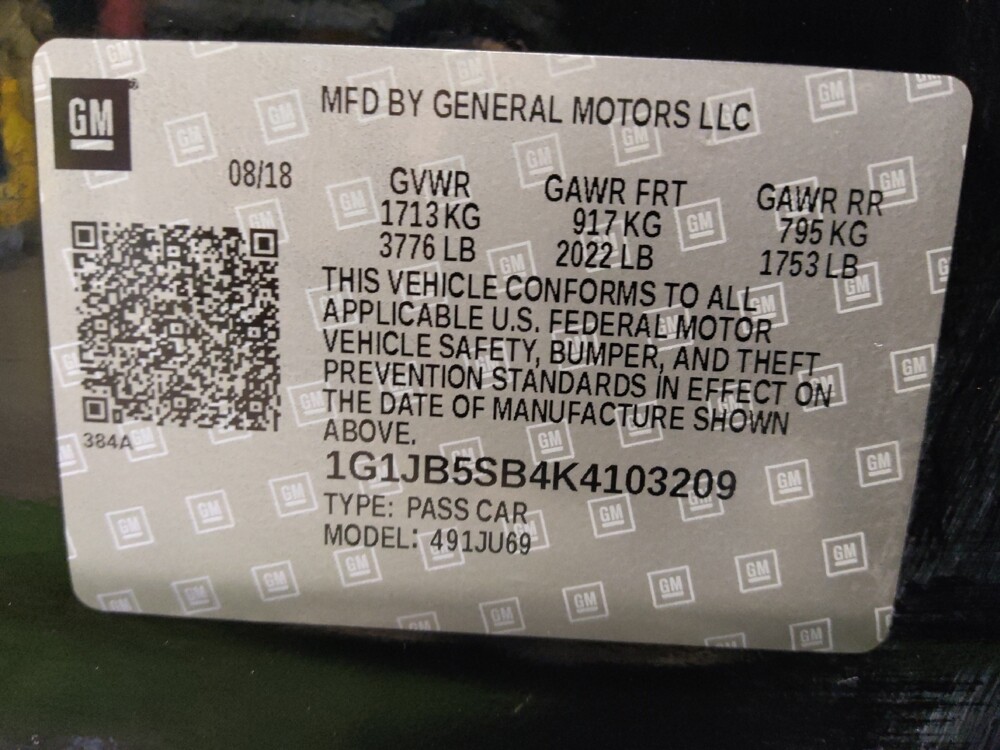 GM
MFD BY GENERAL MOTORS LLC
08/18
GVWR
1713 KG
3776 LB
GAWR FRT
917 KG
2022 LB
GAWR RR
795 KG
1753 LB
THIS VEHICLE CONFORMS TO ALL
APPLICABLE U.S. FEDERAL MOTOR
VEHICLE SAFETY, BUMPER, AND THEFT
PREVENTION STANDARDS IN EFFECT ON
THE DATE OF MANUFACTURE SHOWN
ABOVE.
384A
1G1JB5SB4K4103209
TYPE: PASS CAR
MODEL: 491JU69